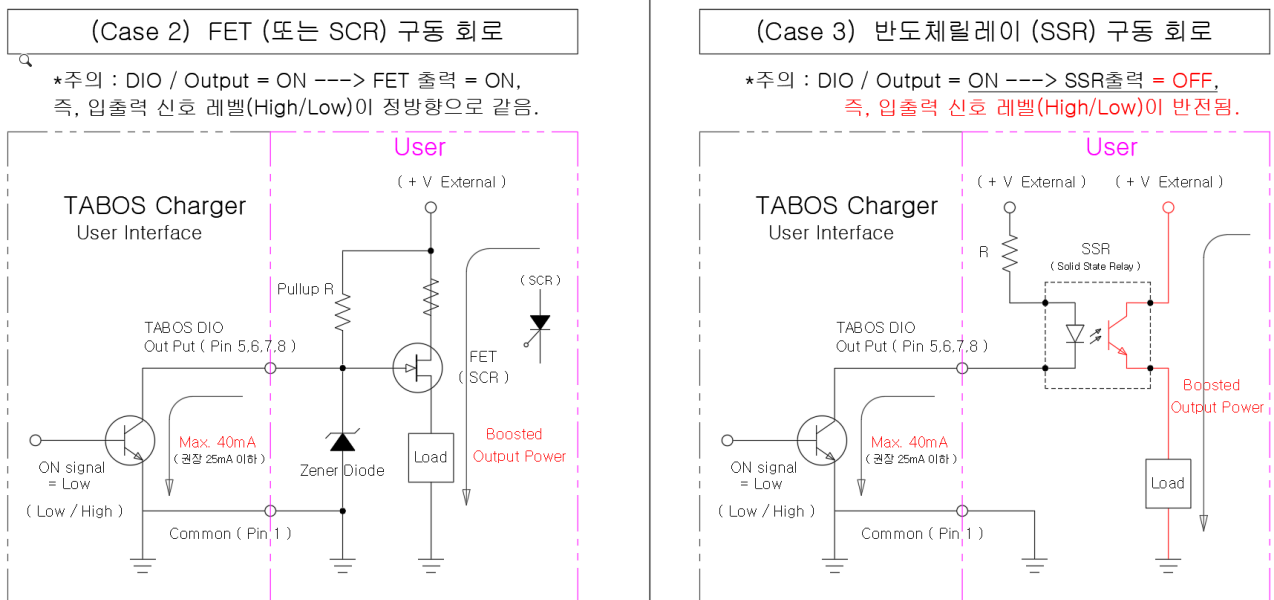 (Case 2) FET (또는 SCR) 구동 회로
*주의 : DIO / Output = ON ---> FET 출력 = ON,
즉, 입출력 신호 레벨(High/Low)이 정방향으로 같음.
User
( + V External )
TABOS Charger
User Interface
Pullup R
( SCR )
TABOS DIO
Out Put ( Pin 5,6,7,8 )
FET
( SCR )
Max. 40mA
( 권장 25mA 이하 )
ON signal
= Low
( Low / High )
Zener Diode
Load
Boosted
Output Power
Common ( Pin 1 )
(Case 3) 반도체릴레이 (SSR) 구동 회로
*주의 : DIO / Output = ON ---> SSR출력 = OFF,
즉, 입출력 신호 레벨(High/Low)이 반전됨.
User
( + V External ) ( + V External )
TABOS Charger
User Interface
R
SSR
( Solid State Relay )
TABOS DIO
Out Put ( Pin 5,6,7,8 )
Boosted
Output Power
Max. 40mA
( 권장 25mA 이하 )
ON signal
= Low
( Low / High )
Load
Common ( Pin 1 )